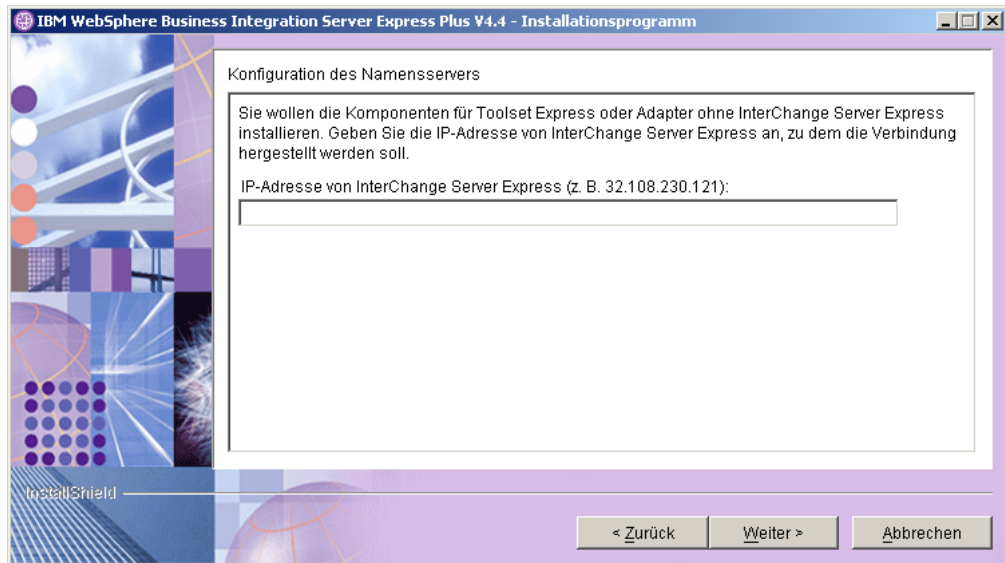 IBM WebSphere Business Integration Server Express Plus V4.4 - Installationsprogramm
Konfiguration des Namensservers
Sie wollen die Komponenten für Toolset Express oder Adapter ohne InterChange Server Express
installieren. Geben Sie die IP-Adresse von InterChange Server Express an, zu dem die Verbindung
hergestellt werden soll.
IP-Adresse von InterChange Server Express (z. B. 32.108.230.121):
InstallShield
< Zurück
Weiter >
Abbrechen